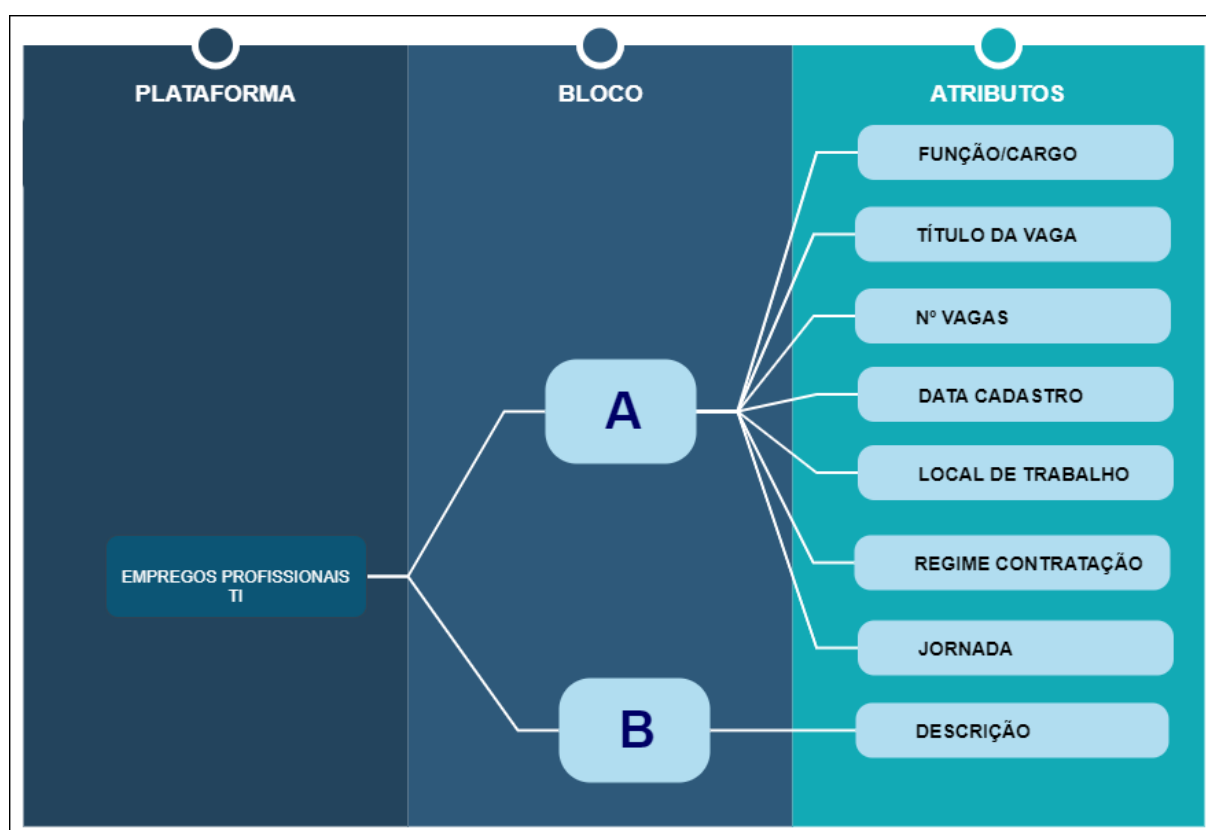 PLATAFORMA
BLOCO
ATRIBUTOS
FUNÇÃO/CARGO
TÍTULO DA VAGA
Nº VAGAS
DATA CADASTRO
A
LOCAL DE TRABALHO
REGIME CONTRATAÇÃO
EMPREGOS PROFISSIONAIS
TI
JORNADA
B
DESCRIÇÃO